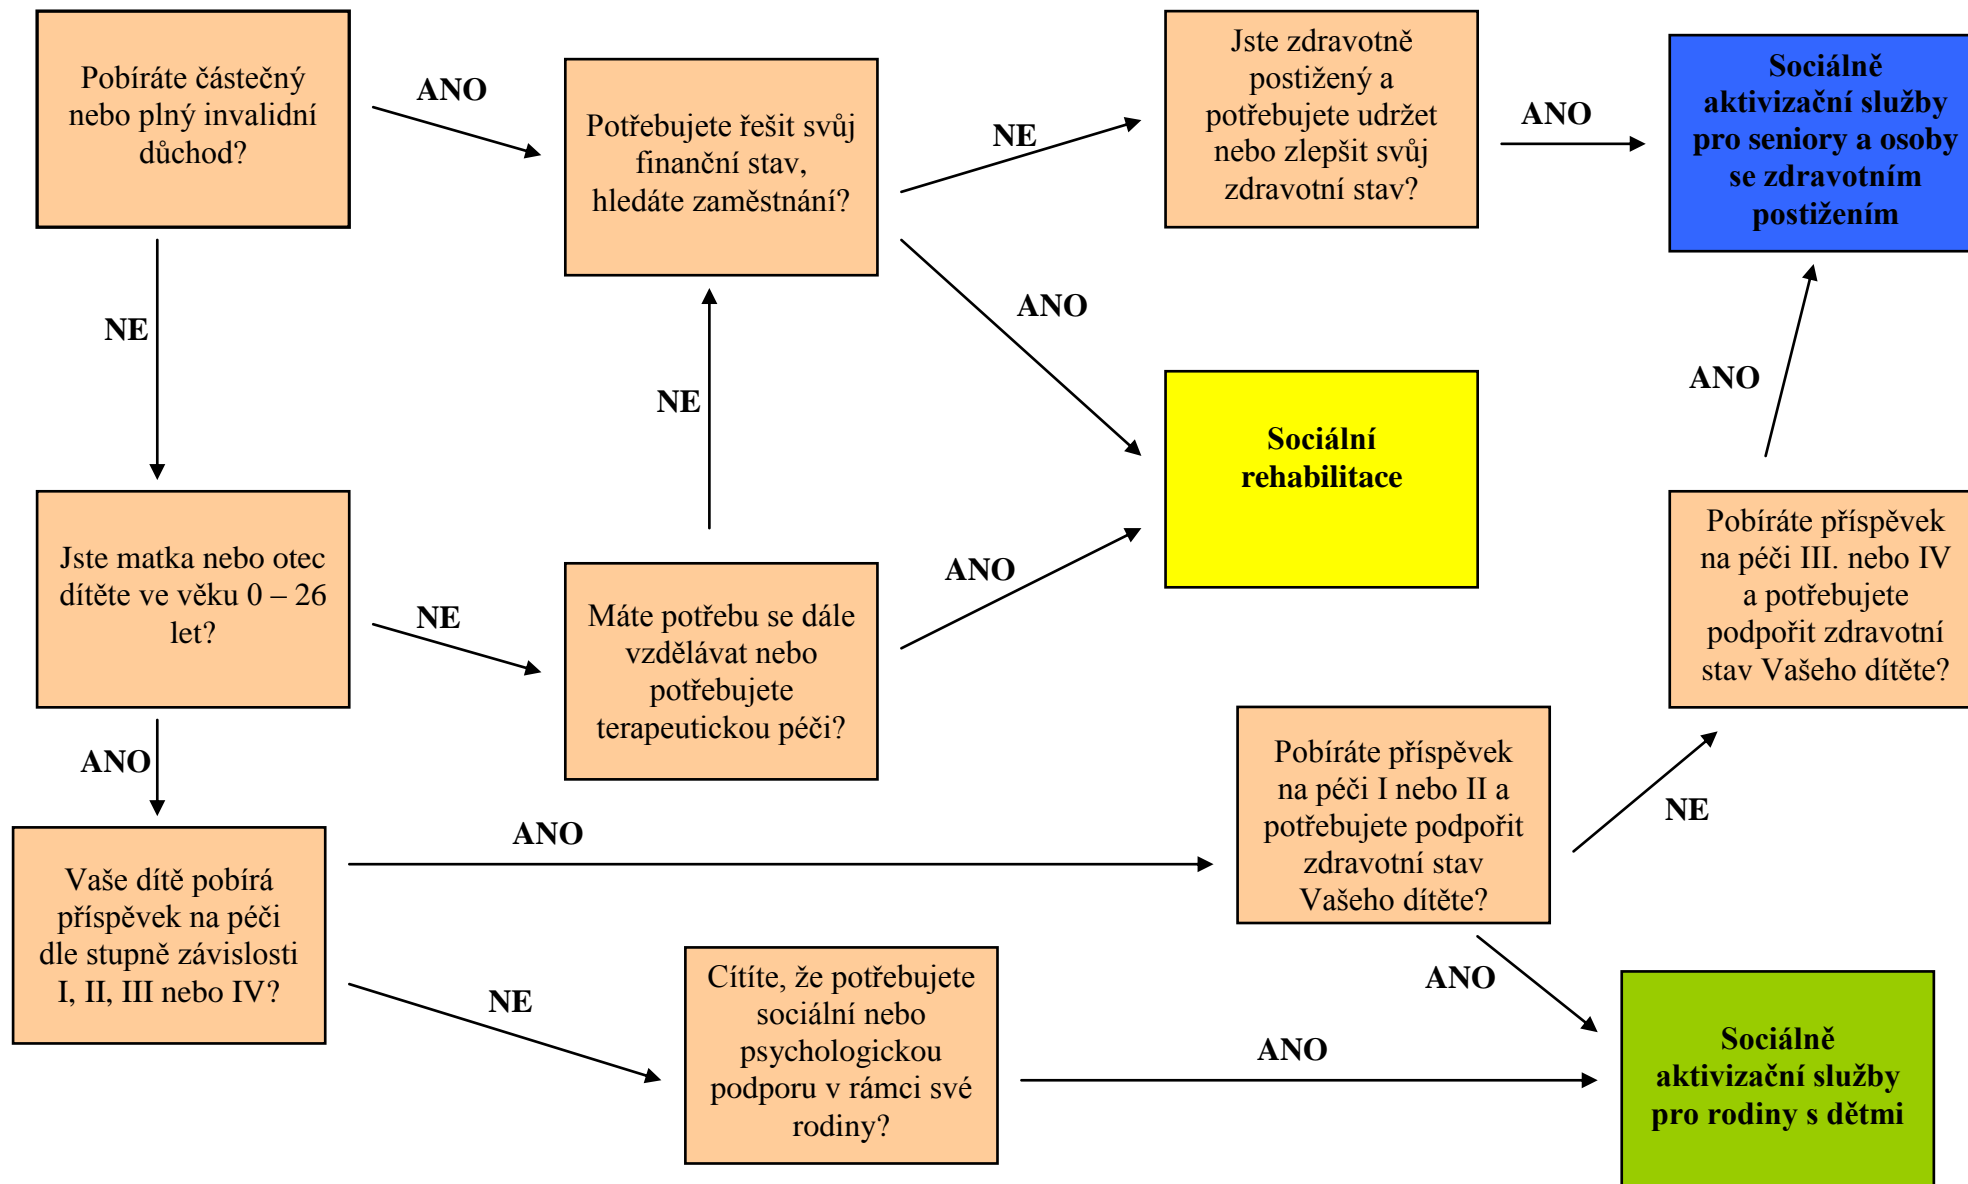 Pobíráte částečný
nebo plný invalidní
důchod?
ANO
Potřebujete řešit svůj
finanční stav,
hledáte zaměstnání?
NE
Jste zdravotně
postižený a
potřebujete udržet
nebo zlepšit svůj
zdravotní stav?
ANO
Sociálně
aktivizační služby
pro seniory a osoby
se zdravotním
postižením
NE
NE
ANO
ANO
Sociální
rehabilitace
Jste matka nebo otec
dítěte ve věku 0 – 26
let?
NE
Máte potřebu se dále
vzdělávat nebo
potřebujete
terapeutickou péči?
ANO
Pobíráte příspěvek
na péči III. nebo IV
a potřebujete
podpořit zdravotní
stav Vašeho dítěte?
ANO
Vaše dítě pobírá
příspěvek na péči
dle stupně závislosti
I, II, III nebo IV?
ANO
Pobíráte příspěvek
na péči I nebo II a
potřebujete podpořit
zdravotní stav
Vašeho dítěte?
NE
NE
Cítíte, že potřebujete
sociální nebo
psychologickou
podporu v rámci své
rodiny?
ANO
ANO
Sociálně
aktivizační služby
pro rodiny s dětmi